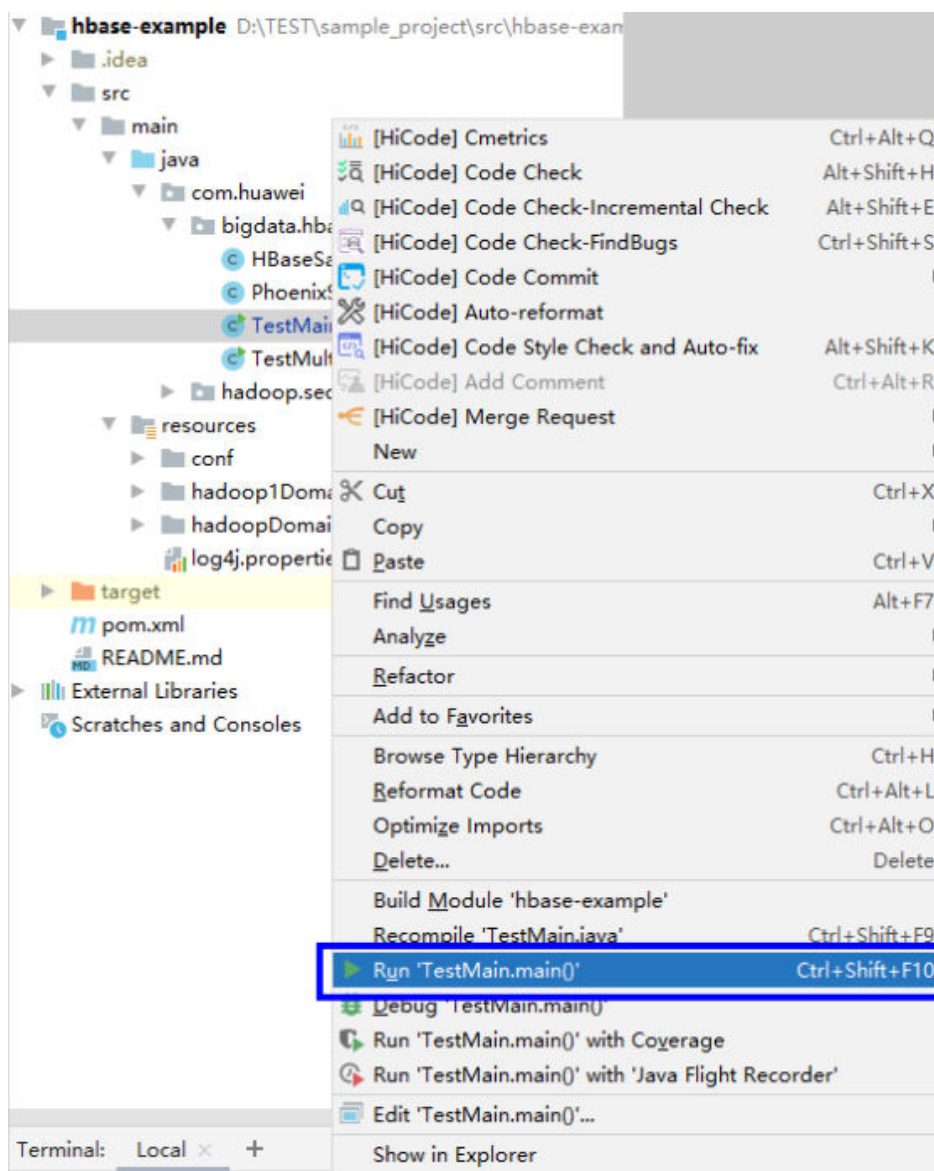 hbase-example D:\TEST\sample_project\src\hbase-exam
.idea
src
main
java
com.huawei
bigdata.hba
HBaseSa
PhoenixS
TestMain
TestMult
hadoop.sec
resources
conf
hadoop1Doma
hadoopDomai
log4j.propertie
target
pom.xml
README.md
External Libraries
Scratches and Consoles
[HiCode] Cmetrics Ctrl+Alt+Q
[HiCode] Code Check Alt+Shift+H
[HiCode] Code Check-Incremental Check Alt+Shift+E
[HiCode] Code Check-FindBugs Ctrl+Shift+S
[HiCode] Code Commit
[HiCode] Auto-reformat
[HiCode] Code Style Check and Auto-fix Alt+Shift+K
[HiCode] Add Comment Ctrl+Alt+R
[HiCode] Merge Request
New
Cut Ctrl+X
Copy
Paste Ctrl+V
Find Usages Alt+F7
Analyze
Refactor
Add to Favorites
Browse Type Hierarchy Ctrl+H
Reformat Code Ctrl+Alt+L
Optimize Imports Ctrl+Alt+O
Delete... Delete
Build Module 'hbase-example'
Recompile 'TestMain.java' Ctrl+Shift+F9
Run 'TestMain.main()' Ctrl+Shift+F10
Debug 'TestMain.main()'
Run 'TestMain.main()' with Coverage
Run 'TestMain.main()' with 'Java Flight Recorder'
Edit 'TestMain.main()'...
Show in Explorer
Terminal: Local × +